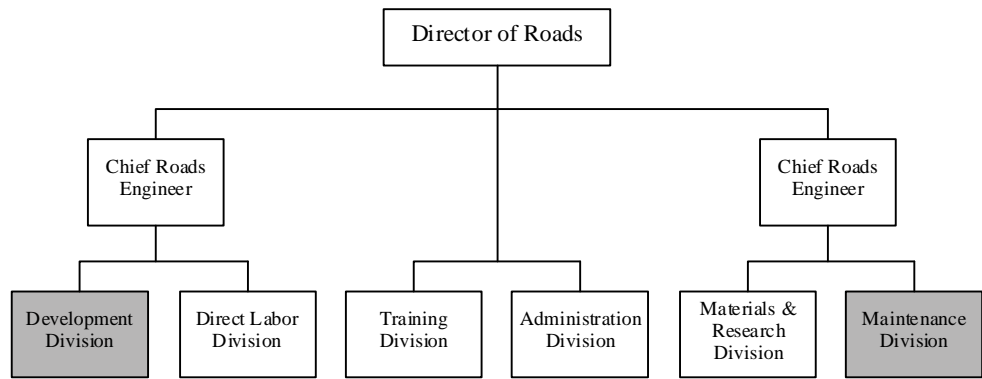 Director of Roads
Chief Roads
Engineer
Chief Roads
Engineer
Development
Division
Direct Labor
Division
Training
Division
Administration
Division
Materials &
Research
Division
Maintenance
Division